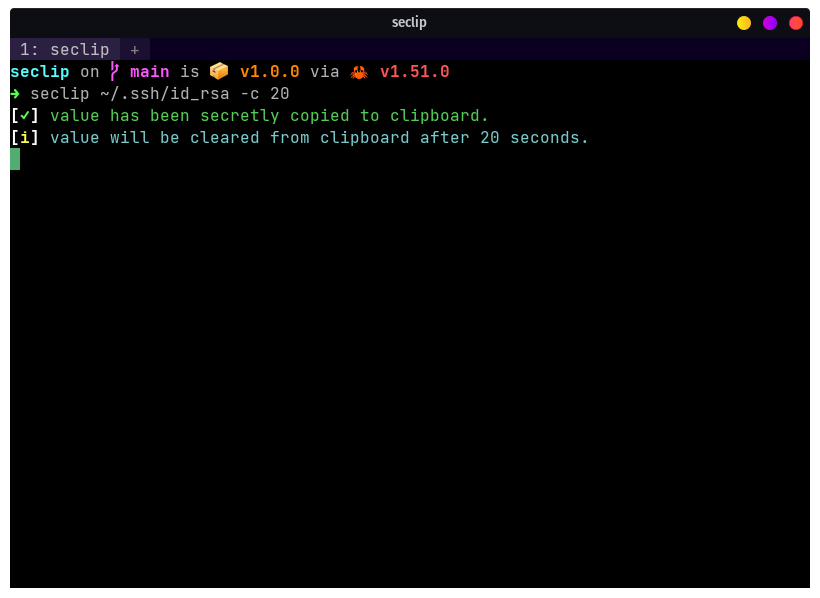 seclip
1: seclip +
seclip on main is 📦 v1.0.0 via 🦀 v1.51.0
➜ seclip ~/.ssh/id_rsa -c 20
[✓] value has been secretly copied to clipboard.
[i] value will be cleared from clipboard after 20 seconds.